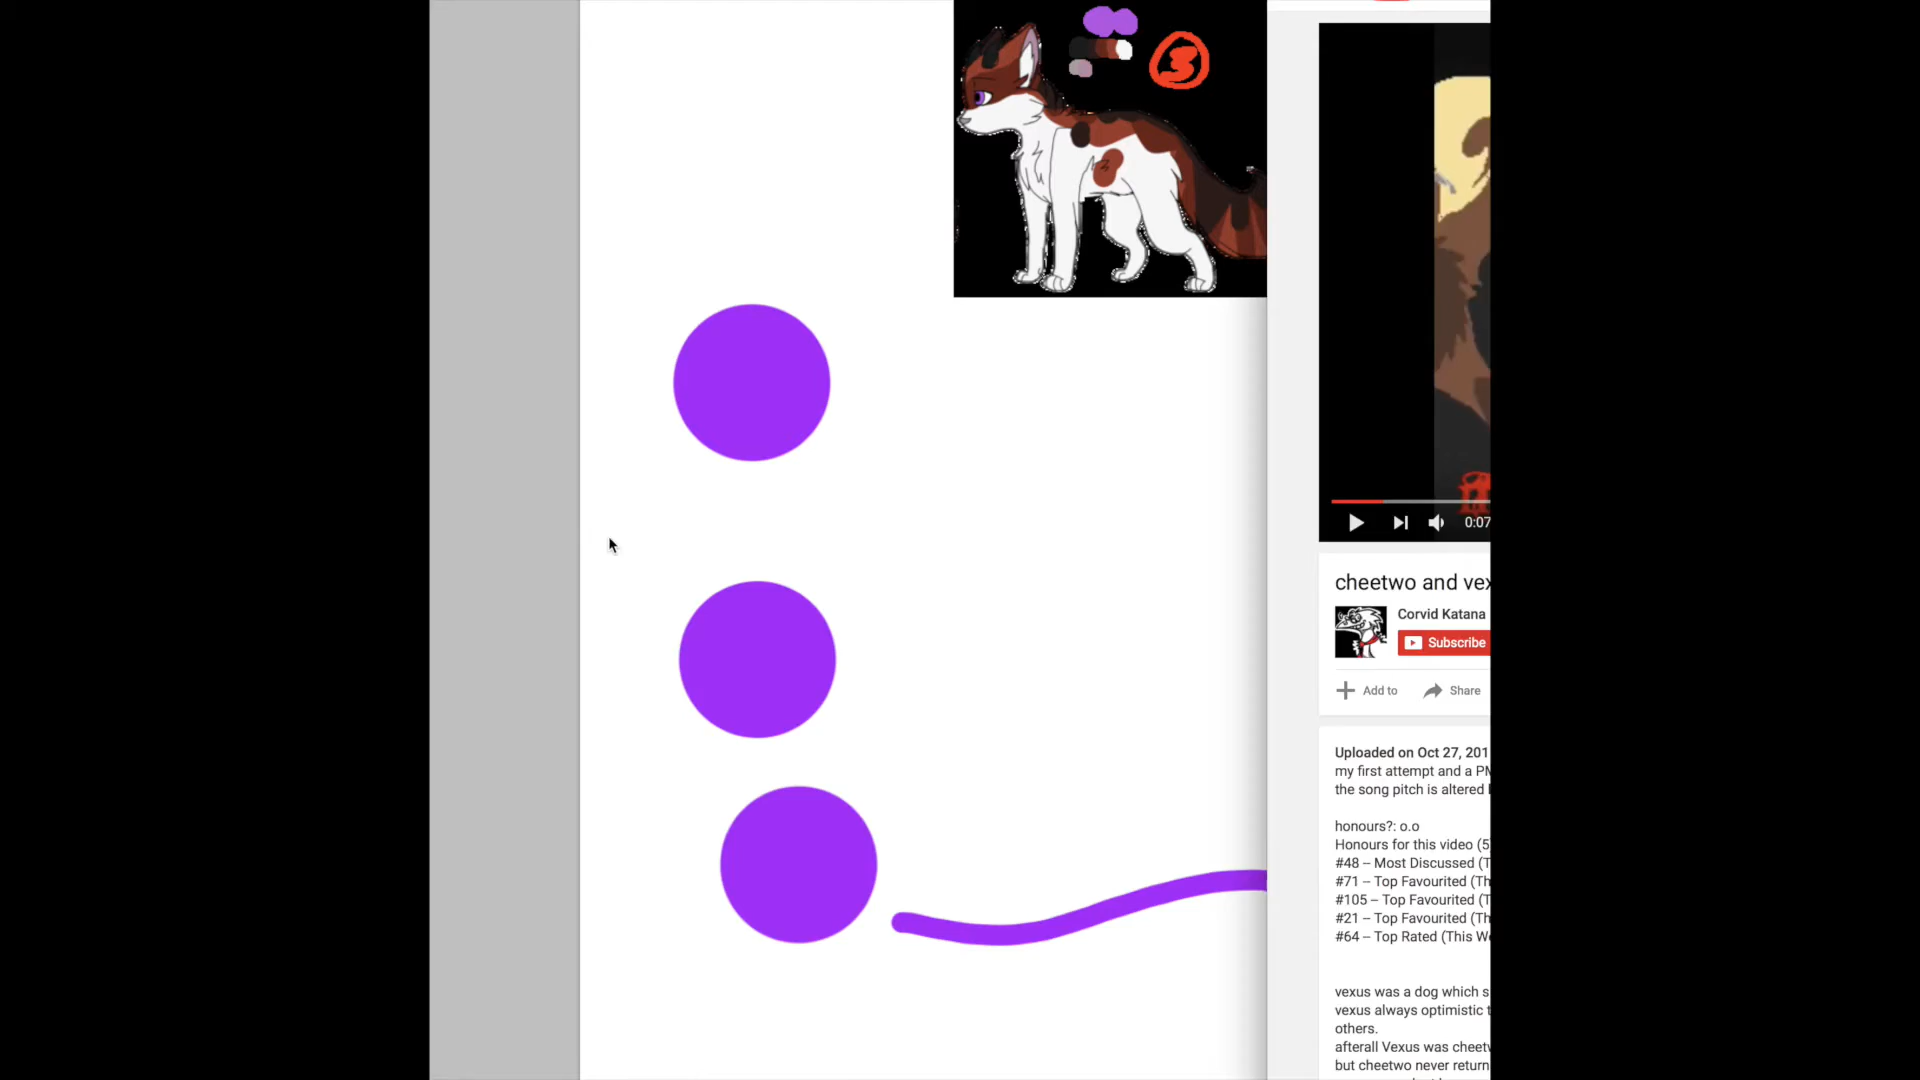 3
0:07
cheetwo and vex
Corvid Katana
Subscribe
Add to
Share
Uploaded on Oct 27, 201
my first attempt and a PM
the song pitch is altered
honours?: o.o
Honours for this video (5
#48 – Most Discussed (T
#71 – Top Favourited (Th
#105 – Top Favourited (T
#21 – Top Favourited (Th
#64 – Top Rated (This We
vexus was a dog which s
vexus always optimistic t
others.
afterall Vexus was cheetw
but cheetwo never return